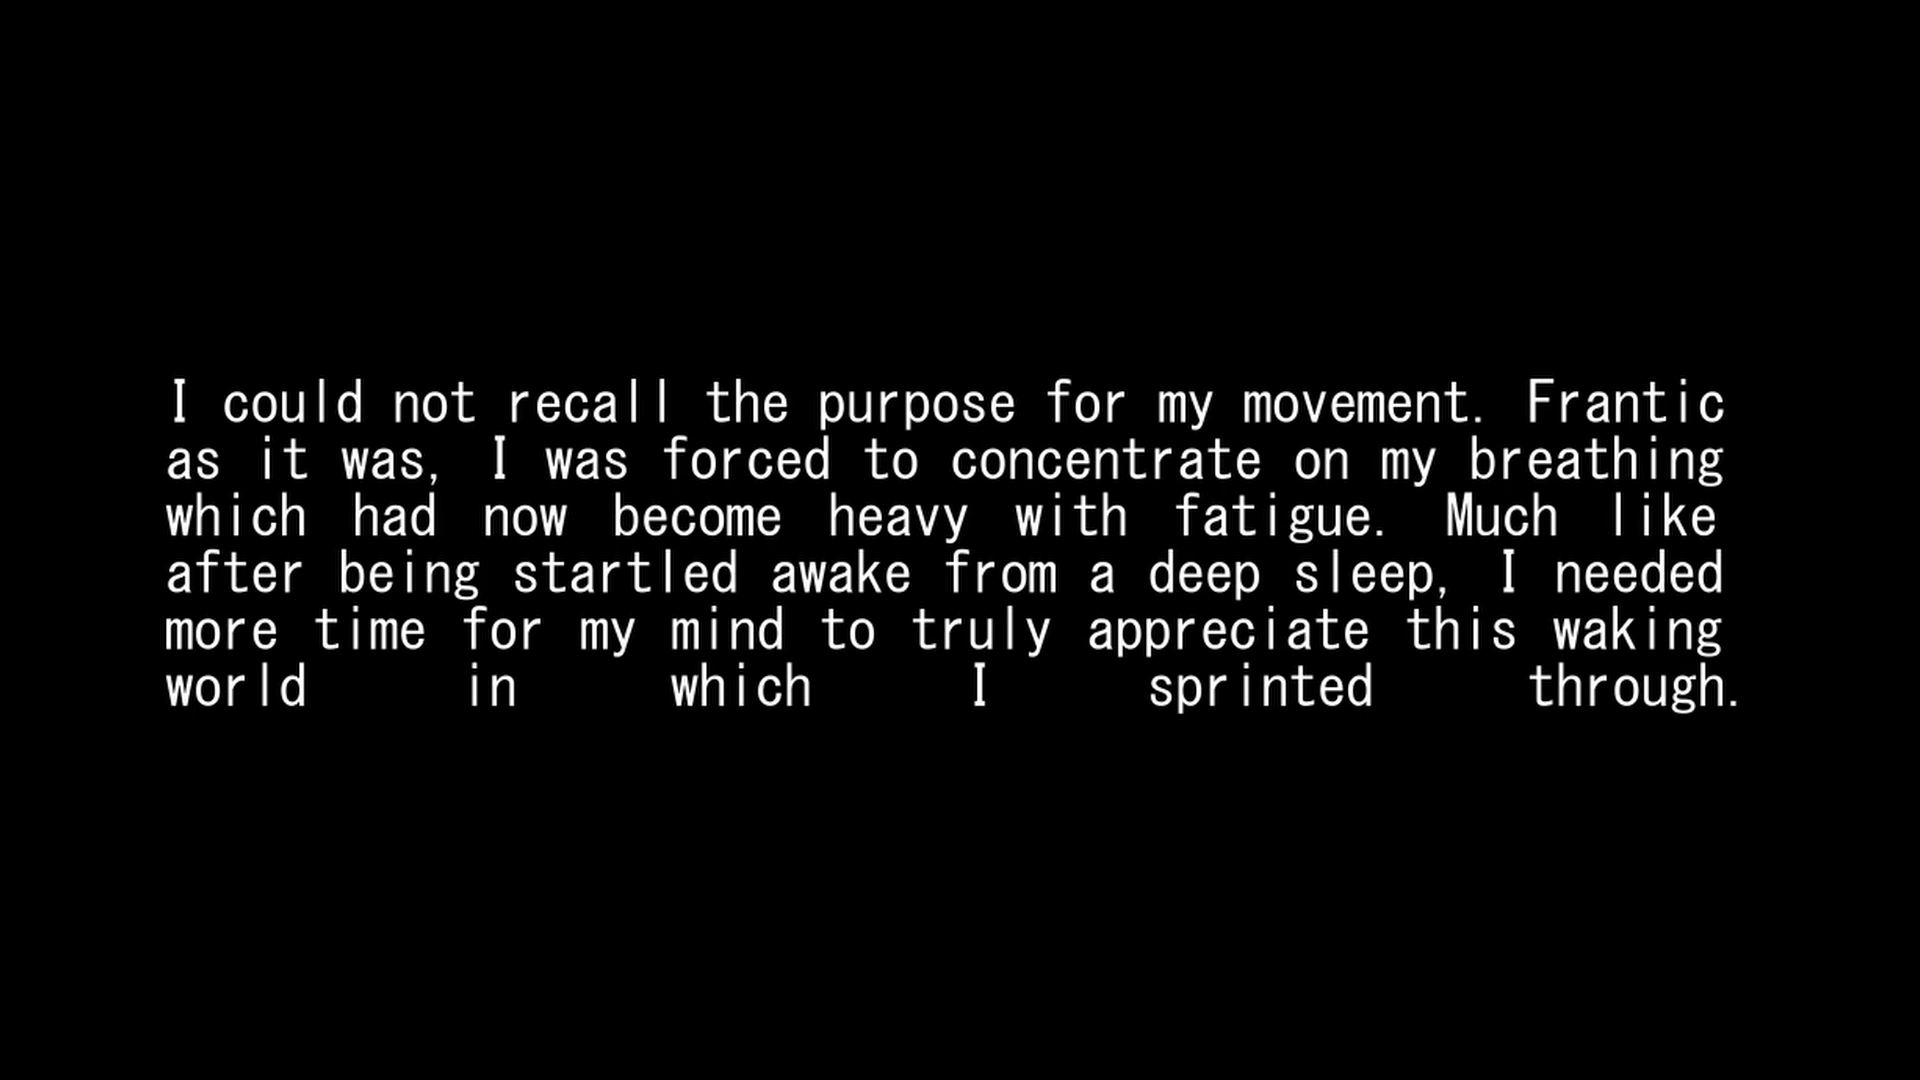 I could not recall the purpose for my movement. Frantic
as it was, I was forced to concentrate on my breathing
which had now become heavy with fatigue. Much like
after being startled awake from a deep sleep, I needed
more time for my mind to truly appreciate this waking
world in which I sprinted through.